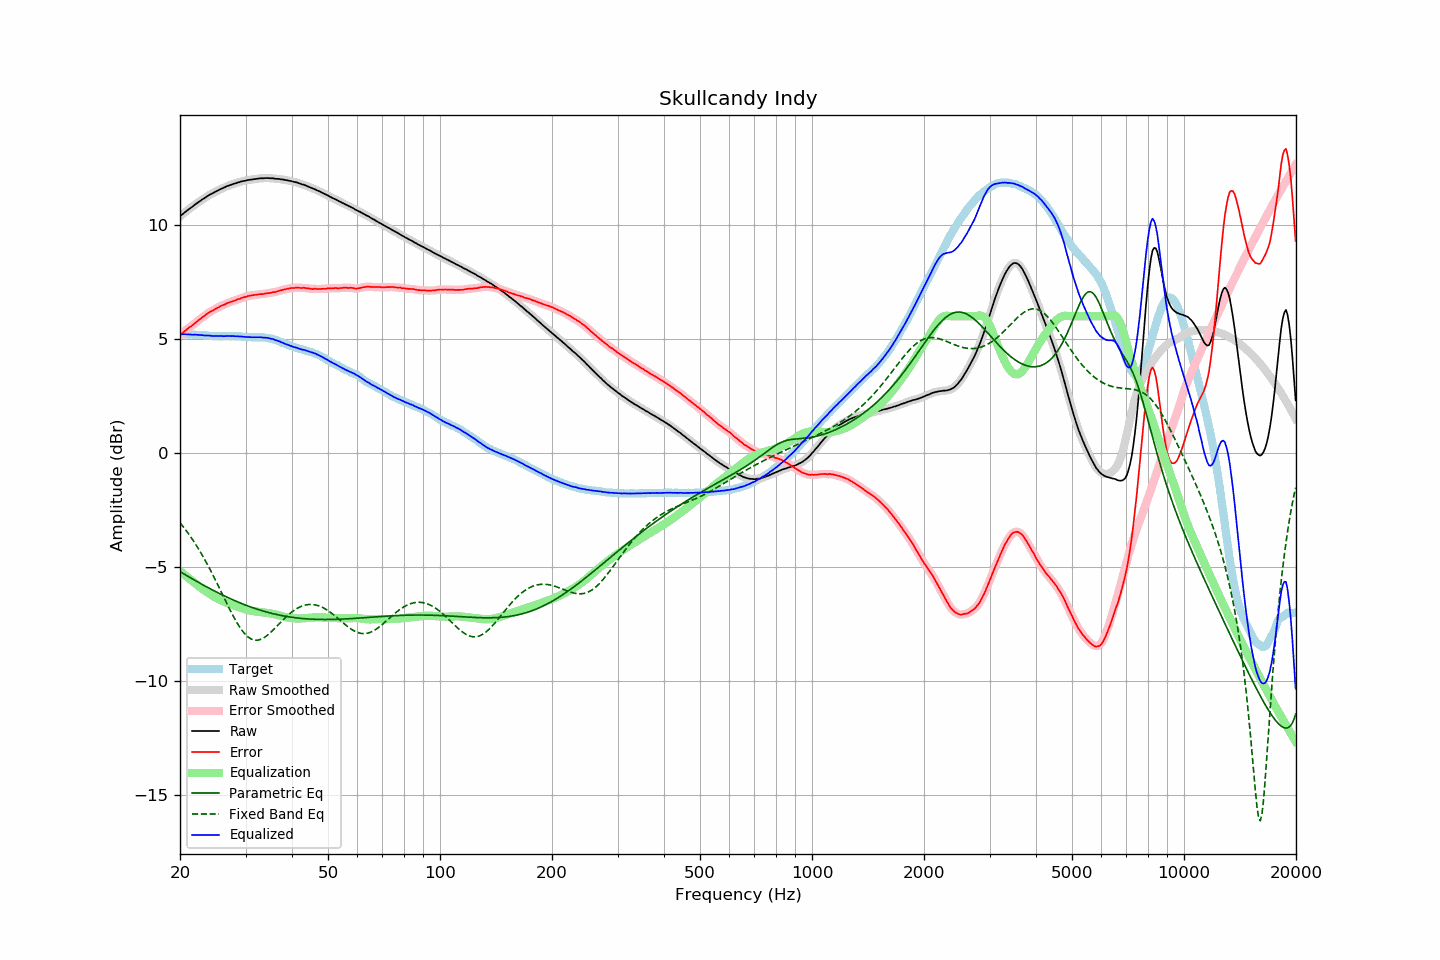 Skullcandy Indy
Amplitude (dBr)
10
5
0
−5
−10
−15
Target
Raw Smoothed
Error Smoothed
Raw
Error
Equalization
Parametric Eq
Fixed Band Eq
Equalized
20 50 100 200 500 1000 2000 5000 10000 20000
Frequency (Hz)